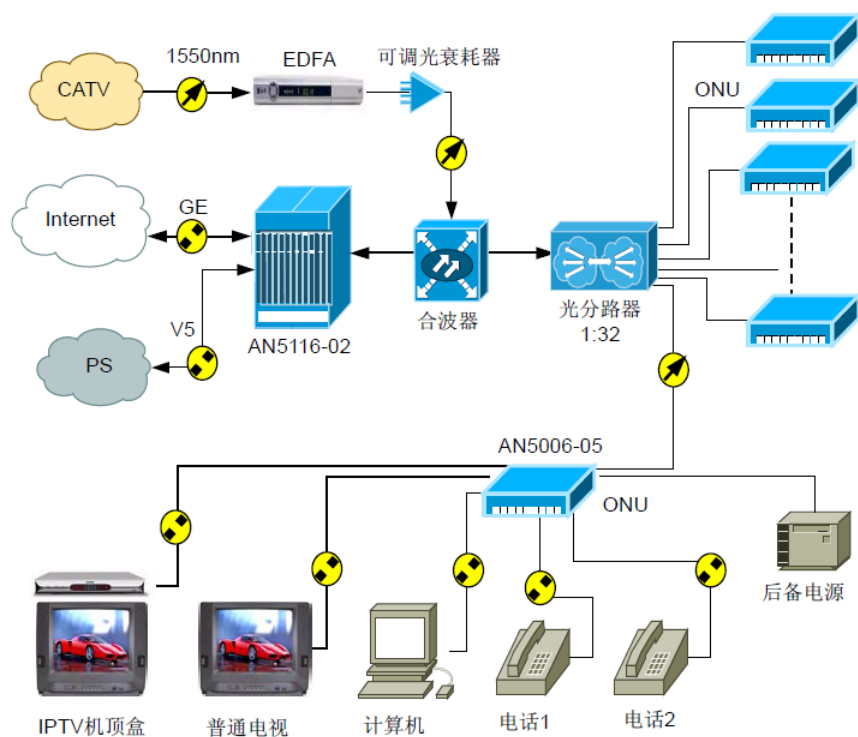 1550nm
EDFA
可调光衰耗器
CATV
ONU
Internet
GE
合波器
光分路器
1:32
V5
AN5116-02
PS
AN5006-05
ONU
后备电源
IPTV机顶盒
普通电视
计算机
电话1
电话2